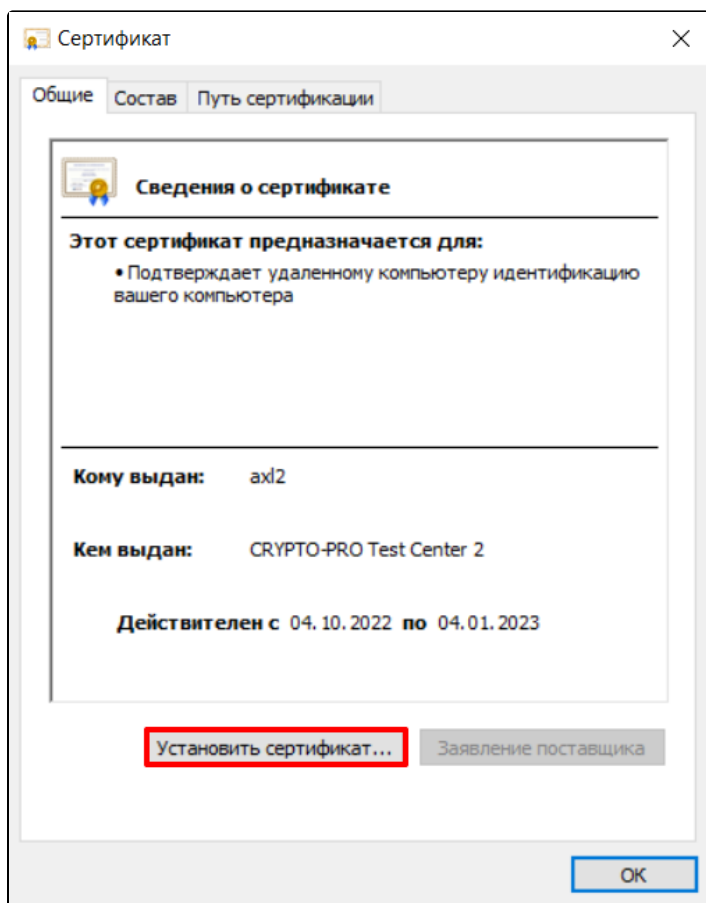 Сертификат
Общие Состав Путь сертификации
Сведения о сертификате
Этот сертификат предназначается для:
• Подтверждает удаленному компьютеру идентификацию
вашего компьютера
Кому выдан: axl2
Кем выдан: CRYPTO-PRO Test Center 2
Действителен с 04.10.2022 по 04.01.2023
Установить сертификат... Заявление поставщика
ОК